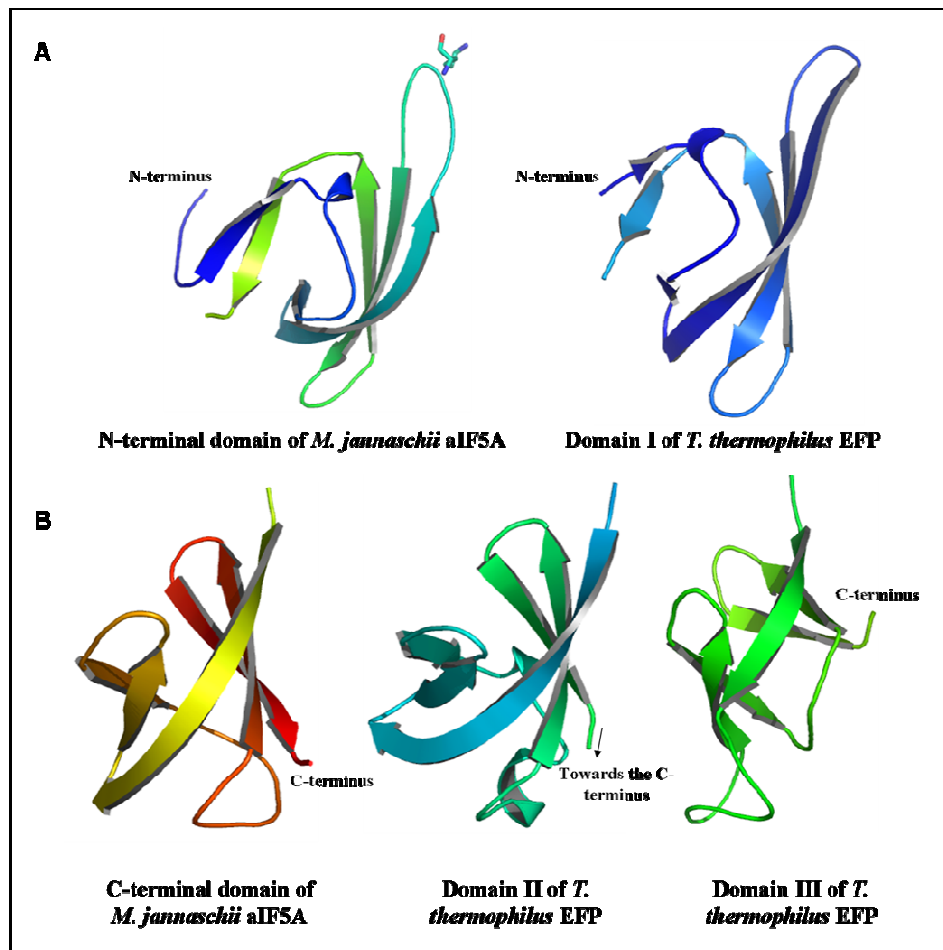 A
N-terminus
N-terminus
N-terminal domain of M. jannaschii aIF5A
Domain I of T. thermophilus EFP
B
C-terminus
C-terminus
Towards the C-
terminus
C-terminal domain of
M. jannaschii aIF5A
Domain II of T.
thermophilus EFP
Domain III of T.
thermophilus EFP